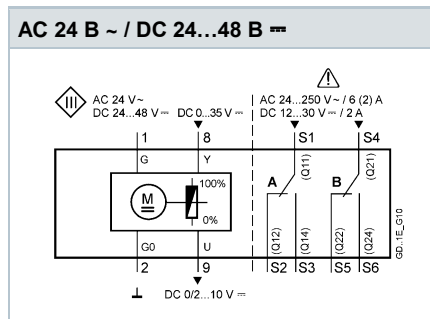 AC 24 В ~ / DC 24...48 В ⎓
AC 24 V ~
DC 24...48 V ⎓
DC 0...35 V ⎓
AC 24...250 V ~ / 6 (2) A
DC 12...30 V ⎓ / 2 A
III
1
8
S1
S4
G
Y
(Q11)
(Q21)
100%
M
0%
A
B
G0
U
(Q12)
(Q14)
(Q22)
(Q24)
2
9
S2
S3
S5
S6
⊥
DC 0/2...10 V ⎓
GD..1E_G10